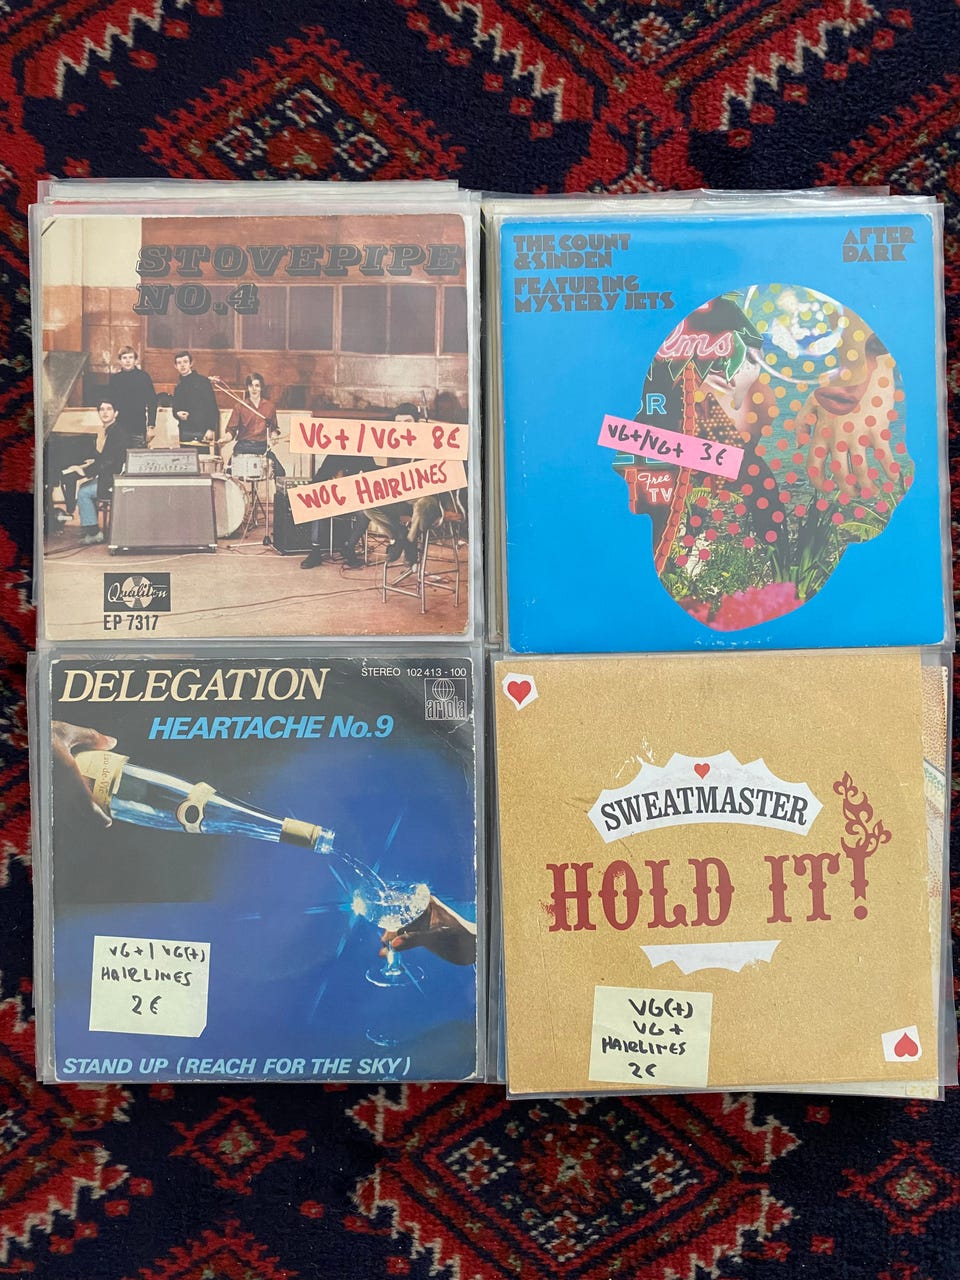 STOVEPIPE
NO.4
VG+/VG+ 8€
WOC HAIRLINES
Qualiton
EP 7317
THE COUNT
& SINDEN
FEATURING
MYSTERY JETS
AFTER
DARK
lms
VG+/VG+ 3€
Free
TV
DELEGATION
STEREO 102 413 - 100
HEARTACHE No.9
ariola
VG+/VG(+)
HAIRLINES
2€
STAND UP (REACH FOR THE SKY)
SWEATMASTER
HOLD IT!
VG(+)
VG+
HAIRLINES
2€